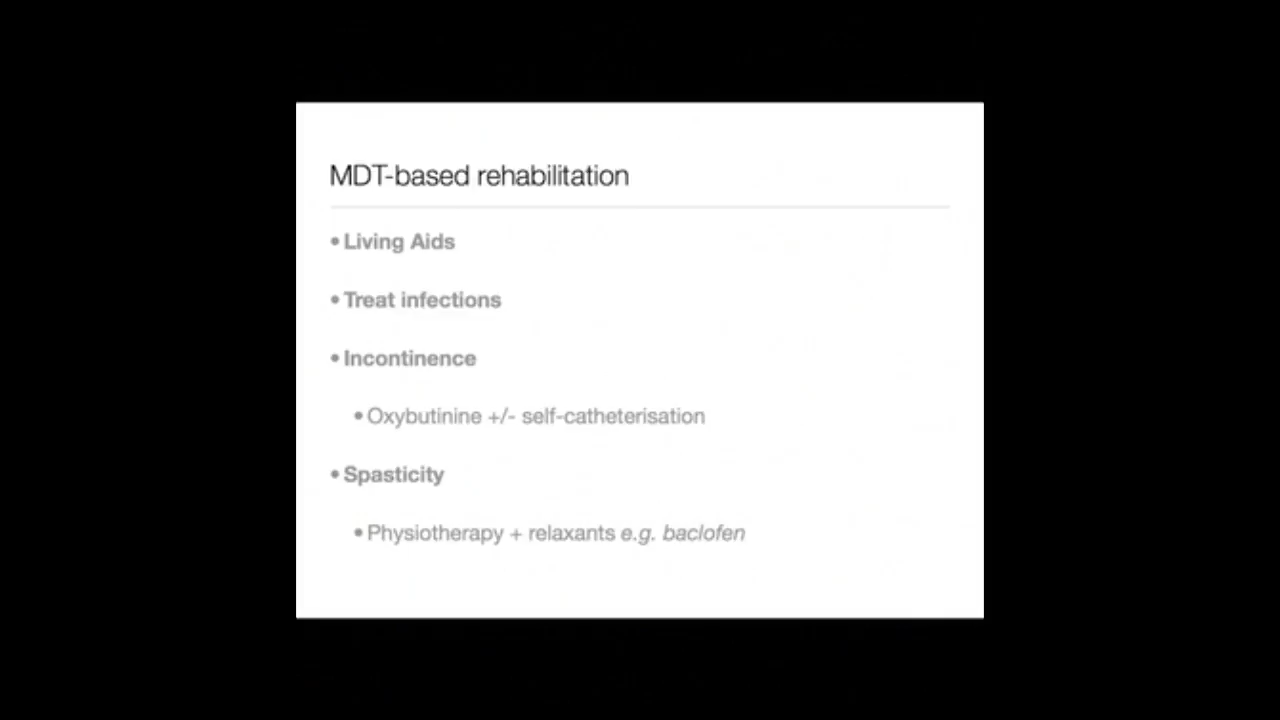 MDT-based rehabilitation
•Living Aids
•Treat infections
•Incontinence
•Oxybutinine +/- self-catheterisation
•Spasticity
•Physiotherapy + relaxants e.g. baclofen